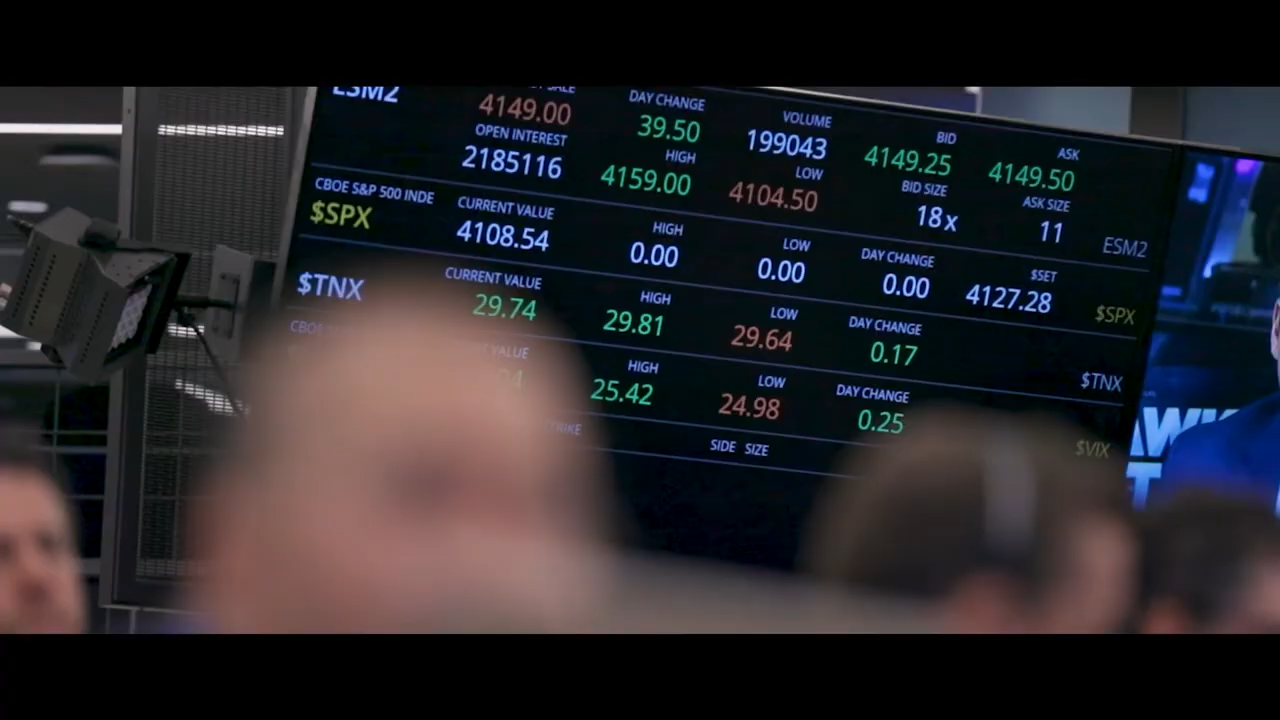 ESM2
4149.00 DAY CHANGE VOLUME BID ASK
OPEN INTEREST 39.50 199043 4149.25 4149.50
2185116 HIGH LOW BID SIZE ASK SIZE
4159.00 4104.50 18x 11 ESM2
CBOE S&P 500 INDE CURRENT VALUE HIGH LOW DAY CHANGE $SET
$SPX 4108.54 0.00 0.00 0.00 4127.28 $SPX
$TNX CURRENT VALUE HIGH LOW DAY CHANGE
29.74 29.81 29.64 0.17 $TNX
HIGH LOW DAY CHANGE
25.42 24.98 0.25 $VIX
SIDE SIZE